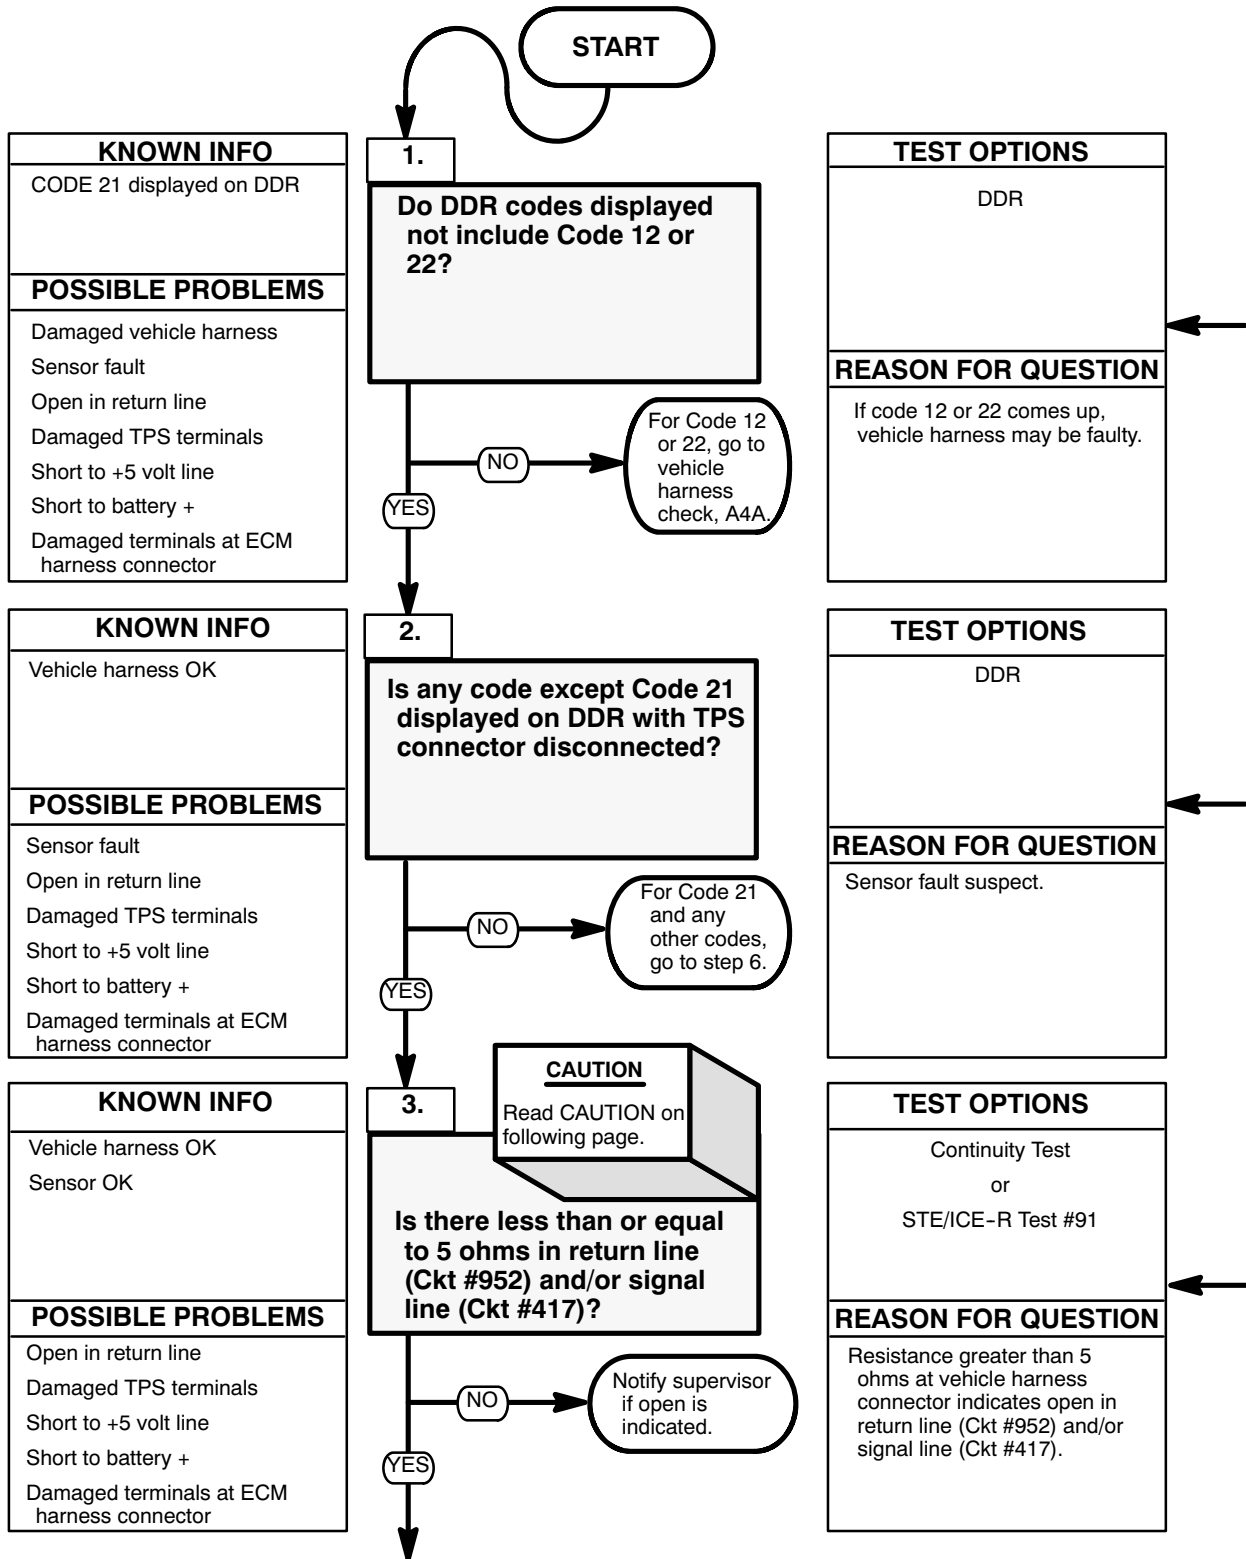 START
KNOWN INFO
CODE 21 displayed on DDR
POSSIBLE PROBLEMS
Damaged vehicle harness
Sensor fault
Open in return line
Damaged TPS terminals
Short to +5 volt line
Short to battery +
Damaged terminals at ECM
harness connector
1.
Do DDR codes displayed
not include Code 12 or
22?
NO
For Code 12
or 22, go to
vehicle
harness
check, A4A.
YES
TEST OPTIONS
DDR
REASON FOR QUESTION
If code 12 or 22 comes up,
vehicle harness may be faulty.
KNOWN INFO
Vehicle harness OK
POSSIBLE PROBLEMS
Sensor fault
Open in return line
Damaged TPS terminals
Short to +5 volt line
Short to battery +
Damaged terminals at ECM
harness connector
2.
Is any code except Code 21
displayed on DDR with TPS
connector disconnected?
NO
For Code 21
and any
other codes,
go to step 6.
YES
TEST OPTIONS
DDR
REASON FOR QUESTION
Sensor fault suspect.
KNOWN INFO
Vehicle harness OK
Sensor OK
POSSIBLE PROBLEMS
Open in return line
Damaged TPS terminals
Short to +5 volt line
Short to battery +
Damaged terminals at ECM
harness connector
3.
CAUTION
Read CAUTION on
following page.
Is there less than or equal
to 5 ohms in return line
(Ckt #952) and/or signal
line (Ckt #417)?
NO
Notify supervisor
if open is
indicated.
YES
TEST OPTIONS
Continuity Test
or
STE/ICE-R Test #91
REASON FOR QUESTION
Resistance greater than 5
ohms at vehicle harness
connector indicates open in
return line (Ckt #952) and/or
signal line (Ckt #417).